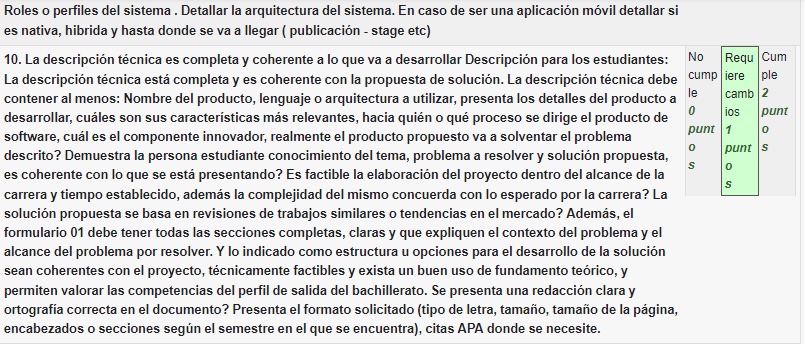 Roles o perfiles del sistema . Detallar la arquitectura del sistema. En caso de ser una aplicación móvil detallar si
es nativa, hibrida y hasta donde se va a llegar ( publicación - stage etc)
10. La descripción técnica es completa y coherente a lo que va a desarrollar Descripción para los estudiantes:
La descripción técnica está completa y es coherente con la propuesta de solución. La descripción técnica debe
contener al menos: Nombre del producto, lenguaje o arquitectura a utilizar, presenta los detalles del producto a
desarrollar, cuáles son sus características más relevantes, hacia quién o qué proceso se dirige el producto de
software, cuál es el componente innovador, realmente el producto propuesto va a solventar el problema
descrito? Demuestra la persona estudiante conocimiento del tema, problema a resolver y solución propuesta,
es coherente con lo que se está presentando? Es factible la elaboración del proyecto dentro del alcance de la
carrera y tiempo establecido, además la complejidad del mismo concuerda con lo esperado por la carrera? La
solución propuesta se basa en revisiones de trabajos similares o tendencias en el mercado? Además, el
formulario 01 debe tener todas las secciones completas, claras y que expliquen el contexto del problema y el
alcance del problema por resolver. Y lo indicado como estructura u opciones para el desarrollo de la solución
sean coherentes con el proyecto, técnicamente factibles y exista un buen uso de fundamento teórico, y
permiten valorar las competencias del perfil de salida del bachillerato. Se presenta una redacción clara y
ortografía correcta en el documento? Presenta el formato solicitado (tipo de letra, tamaño, tamaño de la página,
encabezados o secciones según el semestre en el que se encuentra), citas APA donde se necesite.
No
cump
le
0
punt
o
s
Requ
iere
camb
ios
1
punt
o
s
Cum
ple
2
punt
o
s